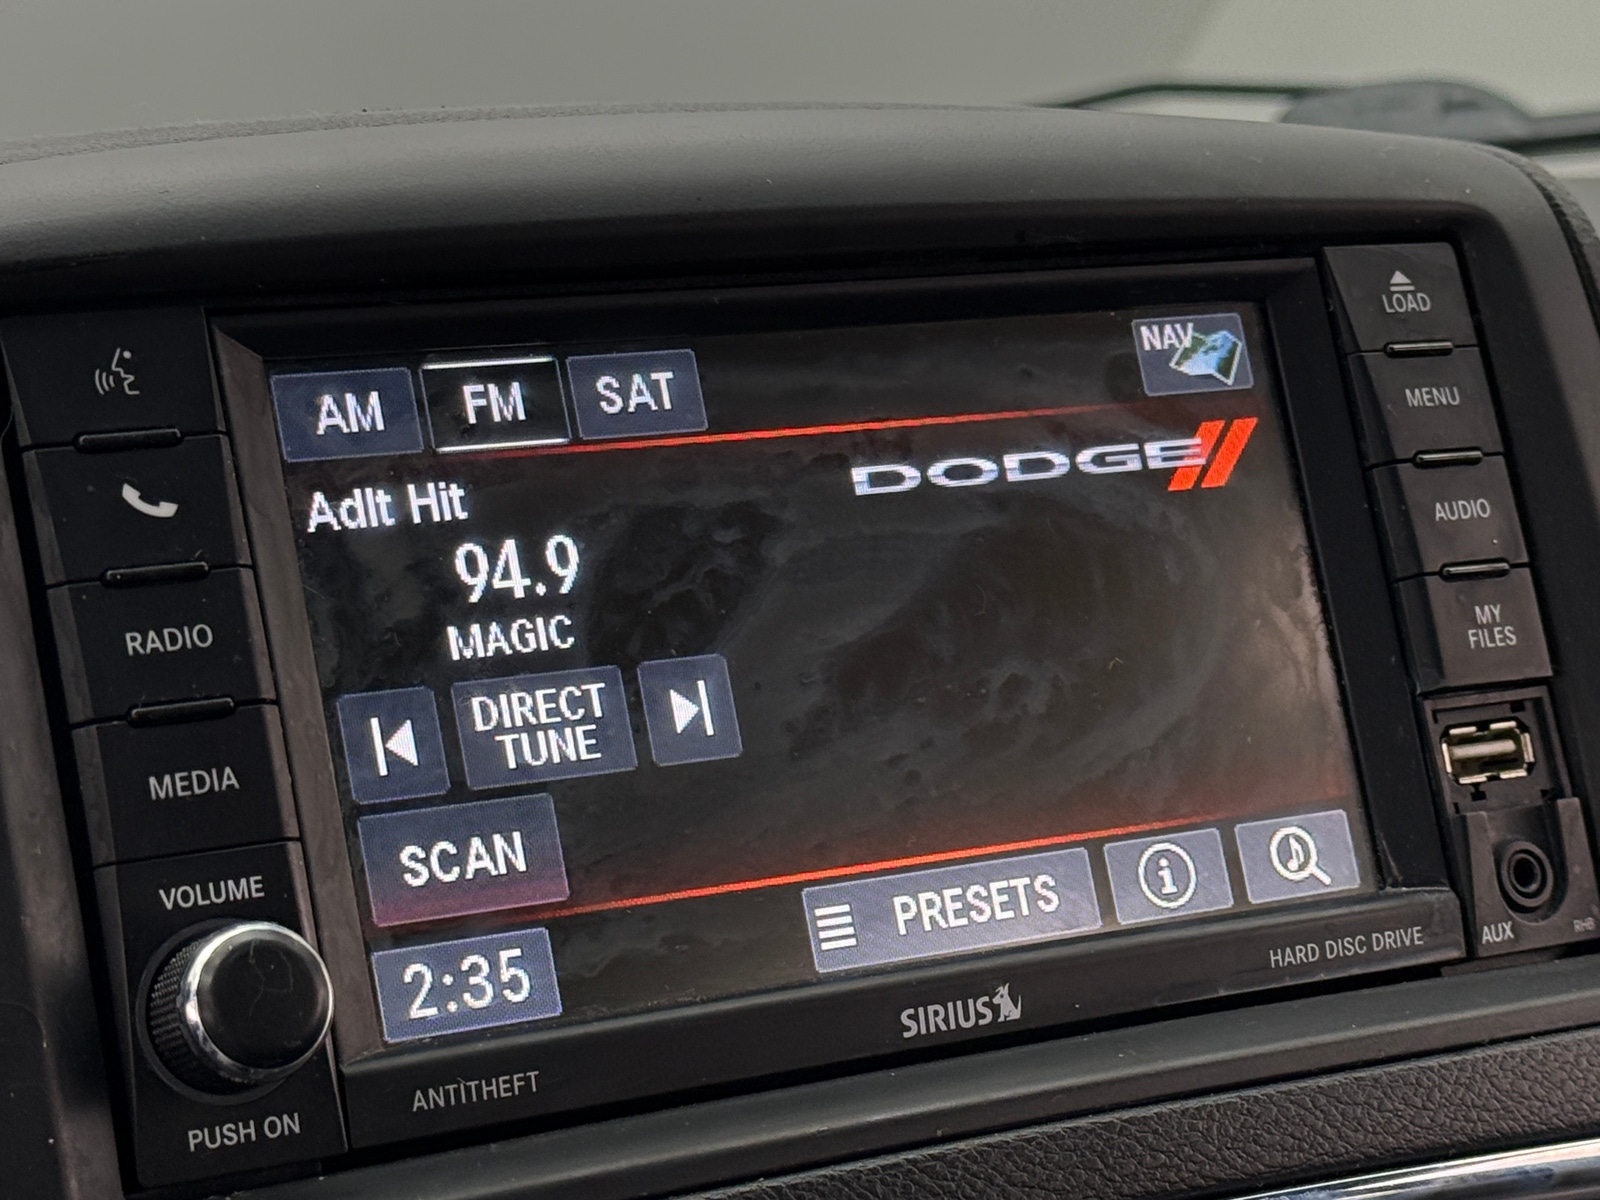 AM FM SAT
NAV
DODGE
Adlt Hit
94.9
MAGIC
DIRECT
TUNE
SCAN
PRESETS
2:35
RADIO
MEDIA
VOLUME
PUSH ON
LOAD
MENU
AUDIO
MY
FILES
AUX
RHB
HARD DISC DRIVE
SIRIUS
ANTITHEFT